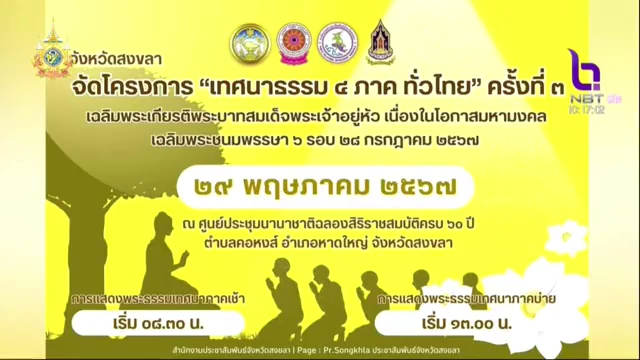 จังหวัดสงขลา
จัดโครงการ “เทศนาธรรม ๔ ภาค ทั่วไทย” ครั้งที่ ๓
เฉลิมพระเกียรติพระบาทสมเด็จพระเจ้าอยู่หัว เนื่องในโอกาสมหามงคล
เฉลิมพระชนมพรรษา ๖ รอบ ๒๘ กรกฎาคม ๒๕๖๗
NBT
10:17:02
๒๙ พฤษภาคม ๒๕๖๗
ณ ศูนย์ประชุมนานาชาติฉลองสิริราชสมบัติครบ ๖๐ ปี
ตำบลคอหงส์ อำเภอหาดใหญ่ จังหวัดสงขลา
การแสดงพระธรรมเทศนาภาคเช้า
เริ่ม ๐๘.๓๐ น.
การแสดงพระธรรมเทศนาภาคบ่าย
เริ่ม ๑๓.๐๐ น.
สำนักงานประชาสัมพันธ์จังหวัดสงขลา | Page : Pr.Songkhla ประชาสัมพันธ์จังหวัดสงขลา